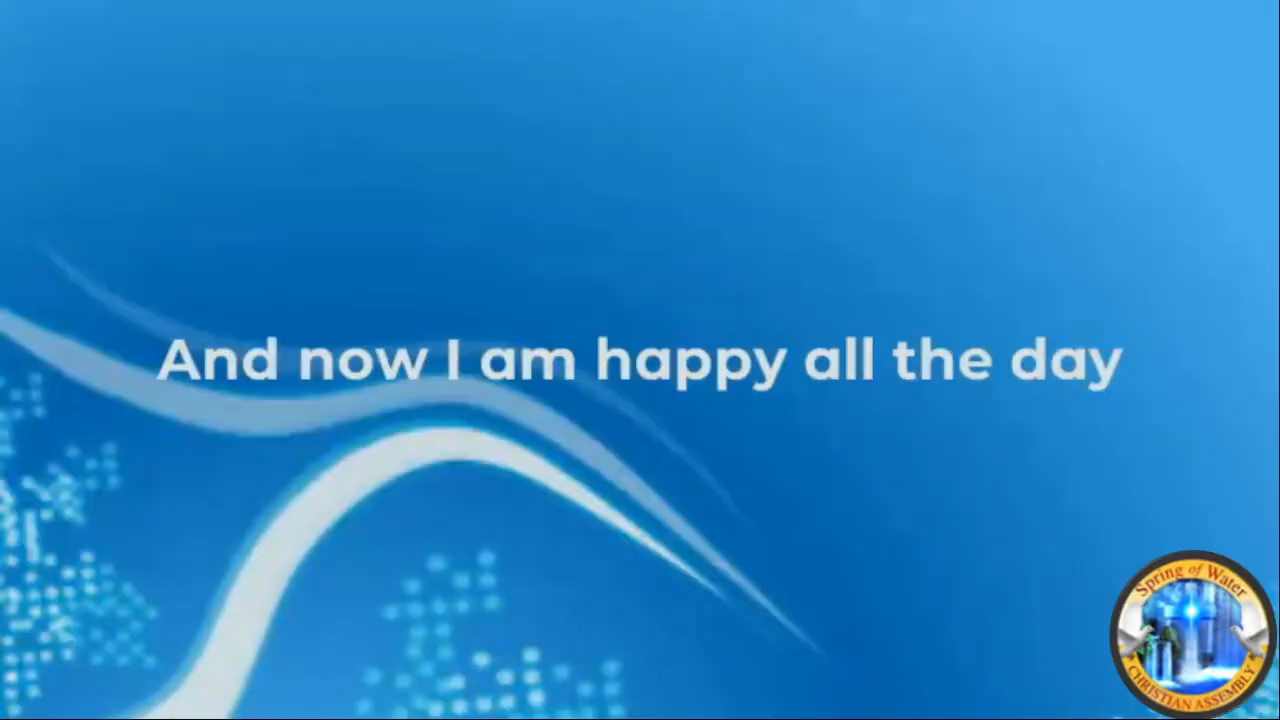 And now I am happy all the day
Spring of Water
CHRISTIAN ASSEMBLY